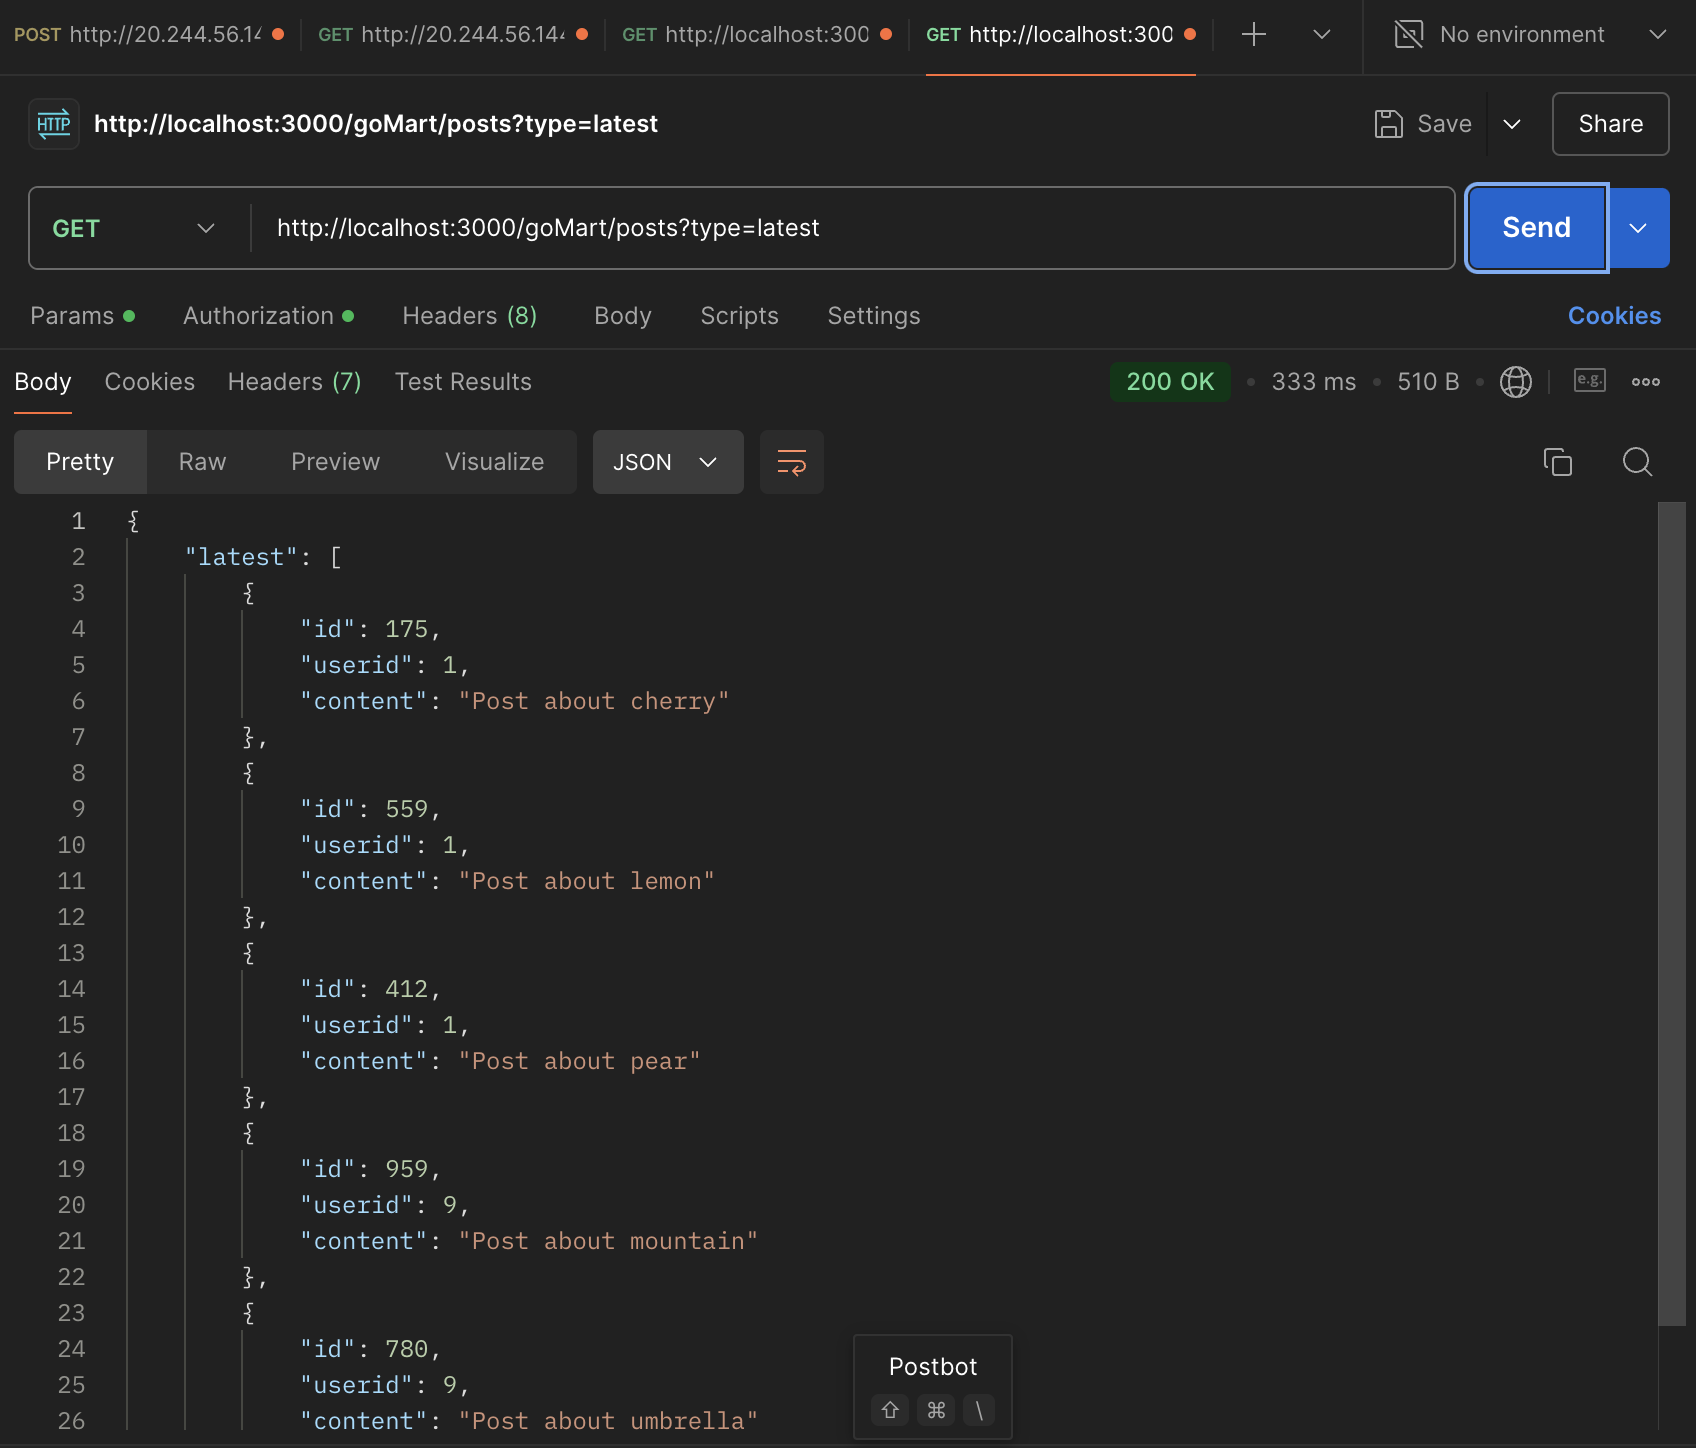 POST http://20.244.56.14 GET http://20.244.56.144 GET http://localhost:300 GET http://localhost:300 No environment
HTTP http://localhost:3000/goMart/posts?type=latest Save Share
GET http://localhost:3000/goMart/posts?type=latest Send
Params Authorization Headers (8) Body Scripts Settings Cookies
Body Cookies Headers (7) Test Results 200 OK 333 ms 510 B e.g.
Pretty Raw Preview Visualize JSON
1 {
2 "latest": [
3 {
4 "id": 175,
5 "userid": 1,
6 "content": "Post about cherry"
7 },
8 {
9 "id": 559,
10 "userid": 1,
11 "content": "Post about lemon"
12 },
13 {
14 "id": 412,
15 "userid": 1,
16 "content": "Post about pear"
17 },
18 {
19 "id": 959,
20 "userid": 9,
21 "content": "Post about mountain"
22 },
23 {
24 "id": 780,
25 "userid": 9,
26 "content": "Post about umbrella"
Postbot
⇧ ⌘ \